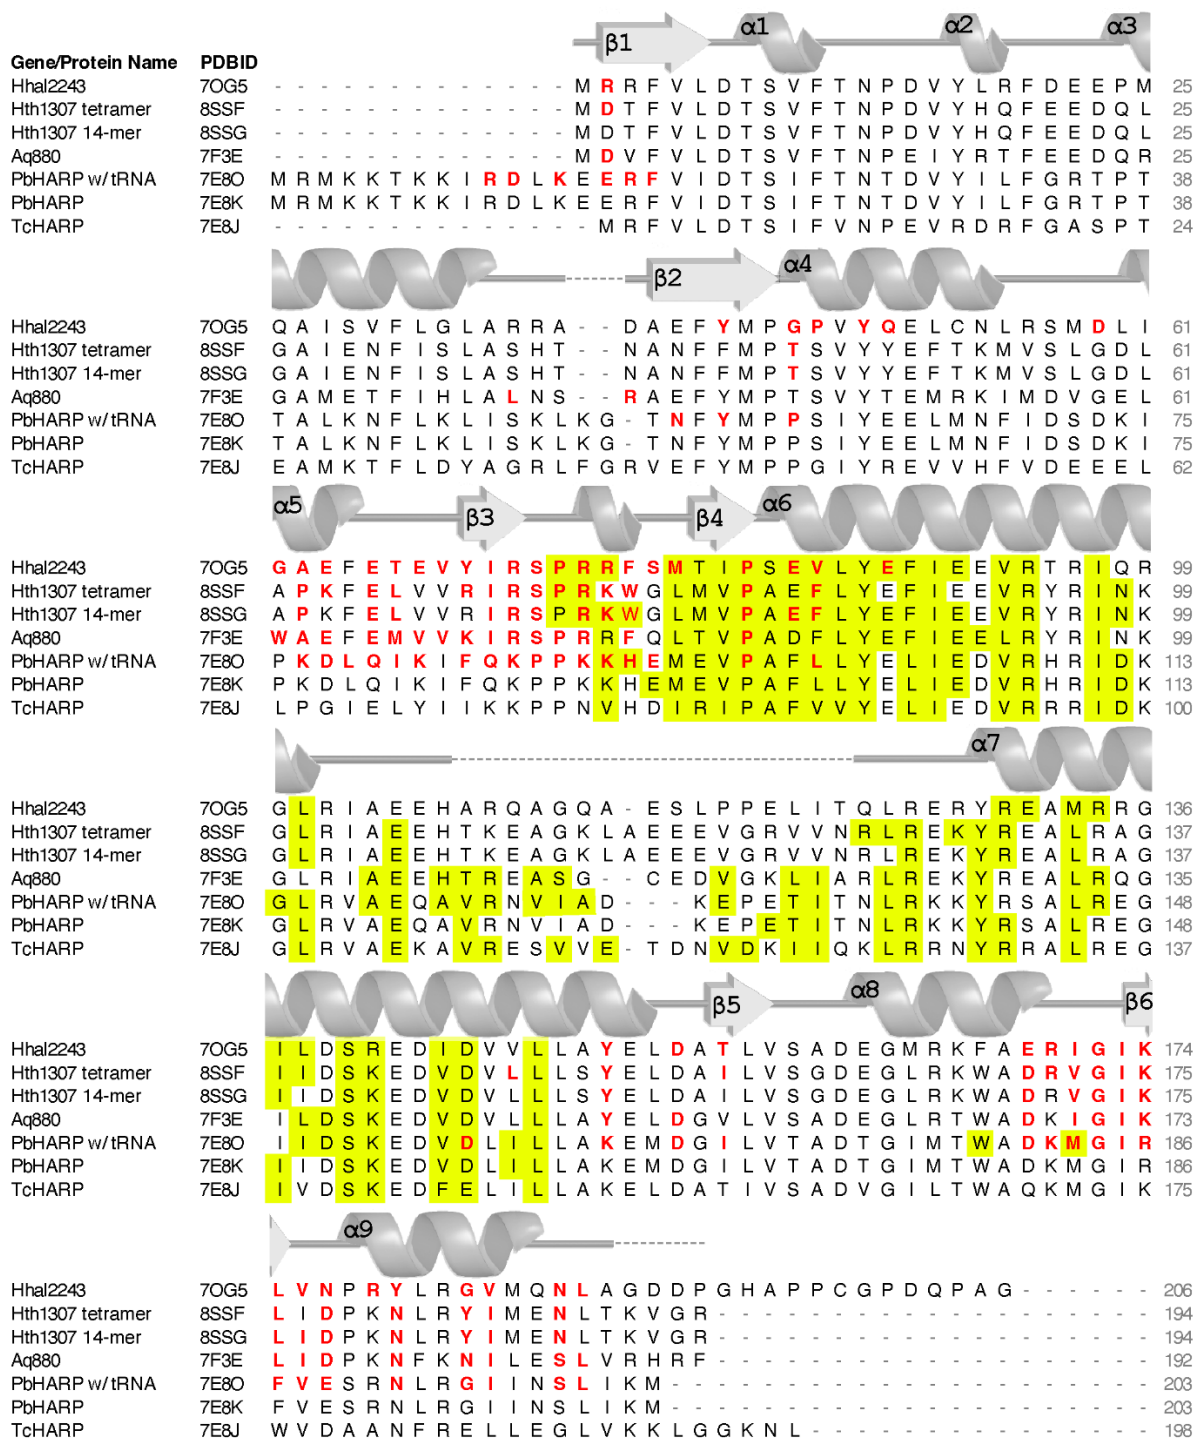 β1 α1 α2 α3
Gene/Protein Name PDBID
Hhal2243 7OG5 - - - - - - - - - - - - - M R R F V L D T S V F T N P D V Y L R F D E E P M 25
Hth1307 tetramer 8SSF - - - - - - - - - - - - - M D T F V L D T S V F T N P D V Y H Q F E E D Q L 25
Hth1307 14-mer 8SSG - - - - - - - - - - - - - M D T F V L D T S V F T N P D V Y H Q F E E D Q L 25
Aq880 7F3E - - - - - - - - - - - - - M D V F V L D T S V F T N P E I Y R T F E E D Q R 25
PbHARP w/ tRNA 7E8O M R M K K T K K I R D L K E E R F V I D T S I F T N T D V Y I L F G R T P T 38
PbHARP 7E8K M R M K K T K K I R D L K E E R F V I D T S I F T N T D V Y I L F G R T P T 38
TcHARP 7E8J - - - - - - - - - - - - - - M R F V L D T S I F V N P E V R D R F G A S P T 24
β2 α4
Hhal2243 7OG5 Q A I S V F L G L A R R A - - D A E F Y M P G P V Y Q E L C N L R S M D L I 61
Hth1307 tetramer 8SSF G A I E N F I S L A S H T - - N A N F F M P T S V Y Y E F T K M V S L G D L 61
Hth1307 14-mer 8SSG G A I E N F I S L A S H T - - N A N F F M P T S V Y Y E F T K M V S L G D L 61
Aq880 7F3E G A M E T F I H L A L N S - - R A E F Y M P T S V Y T E M R K I M D V G E L 61
PbHARP w/ tRNA 7E8O T A L K N F L K L I S K L K G - T N F Y M P P S I Y E E L M N F I D S D K I 75
PbHARP 7E8K T A L K N F L K L I S K L K G - T N F Y M P P S I Y E E L M N F I D S D K I 75
TcHARP 7E8J E A M K T F L D Y A G R L F G R V E F Y M P P G I Y R E V V H F V D E E E L 62
α5 β3 β4 α6
Hhal2243 7OG5 G A E F E T E V Y I R S P R R F S M T I P S E V L Y E F I E E V R T R I Q R 99
Hth1307 tetramer 8SSF A P K F E L V V R I R S P R K W G L M V P A E F L Y E F I E E V R Y R I N K 99
Hth1307 14-mer 8SSG A P K F E L V V R I R S P R K W G L M V P A E F L Y E F I E E V R Y R I N K 99
Aq880 7F3E W A E F E M V V K I R S P R R F Q L T V P A D F L Y E F I E E L R Y R I N K 99
PbHARP w/ tRNA 7E8O P K D L Q I K I F Q K P P K K H E M E V P A F L L Y E L I E D V R H R I D K 113
PbHARP 7E8K P K D L Q I K I F Q K P P K K H E M E V P A F L L Y E L I E D V R H R I D K 113
TcHARP 7E8J L P G I E L Y I I K K P P N V H D I R I P A F V V Y E L I E D V R R R I D K 100
α7
Hhal2243 7OG5 G L R I A E E H A R Q A G Q A - E S L P P E L I T Q L R E R Y R E A M R R G 136
Hth1307 tetramer 8SSF G L R I A E E H T K E A G K L A E E E V G R V V N R L R E K Y R E A L R A G 137
Hth1307 14-mer 8SSG G L R I A E E H T K E A G K L A E E E V G R V V N R L R E K Y R E A L R A G 137
Aq880 7F3E G L R I A E E H T R E A S G - - C E D V G K L I A R L R E K Y R E A L R Q G 135
PbHARP w/ tRNA 7E8O G L R V A E Q A V R N V I A D - - - K E P E T I T N L R K K Y R S A L R E G 148
PbHARP 7E8K G L R V A E Q A V R N V I A D - - - K E P E T I T N L R K K Y R S A L R E G 148
TcHARP 7E8J G L R V A E K A V R E S V V E - T D N V D K I I Q K L R R N Y R R A L R E G 137
β5 α8 β6
Hhal2243 7OG5 I L D S R E D I D V V L L A Y E L D A T L V S A D E G M R K F A E R I G I K 174
Hth1307 tetramer 8SSF I I D S K E D V D V L L L S Y E L D A I L V S G D E G L R K W A D R V G I K 175
Hth1307 14-mer 8SSG I I D S K E D V D V L L L S Y E L D A I L V S G D E G L R K W A D R V G I K 175
Aq880 7F3E I L D S K E D V D V L L L A Y E L D G V L V S A D E G L R T W A D K I G I K 173
PbHARP w/ tRNA 7E8O I I D S K E D V D L I L L A K E M D G I L V T A D T G I M T W A D K M G I R 186
PbHARP 7E8K I I D S K E D V D L I L L A K E M D G I L V T A D T G I M T W A D K M G I R 186
TcHARP 7E8J I V D S K E D F E L I L L A K E L D A T I V S A D V G I L T W A Q K M G I K 175
α9
Hhal2243 7OG5 L V N P R Y L R G V M Q N L A G D D P G H A P P C G P D Q P A G - - - - - - 206
Hth1307 tetramer 8SSF L I D P K N L R Y I M E N L T K V G R - - - - - - - - - - - - - - - - - - - 194
Hth1307 14-mer 8SSG L I D P K N L R Y I M E N L T K V G R - - - - - - - - - - - - - - - - - - - 194
Aq880 7F3E L I D P K N F K N I L E S L V R H R F - - - - - - - - - - - - - - - - - - - 192
PbHARP w/ tRNA 7E8O F V E S R N L R G I I N S L I K M - - - - - - - - - - - - - - - - - - - - - 203
PbHARP 7E8K F V E S R N L R G I I N S L I K M - - - - - - - - - - - - - - - - - - - - - 203
TcHARP 7E8J W V D A A N F R E L L E G L V K K L G G K N L - - - - - - - - - - - - - - - 198